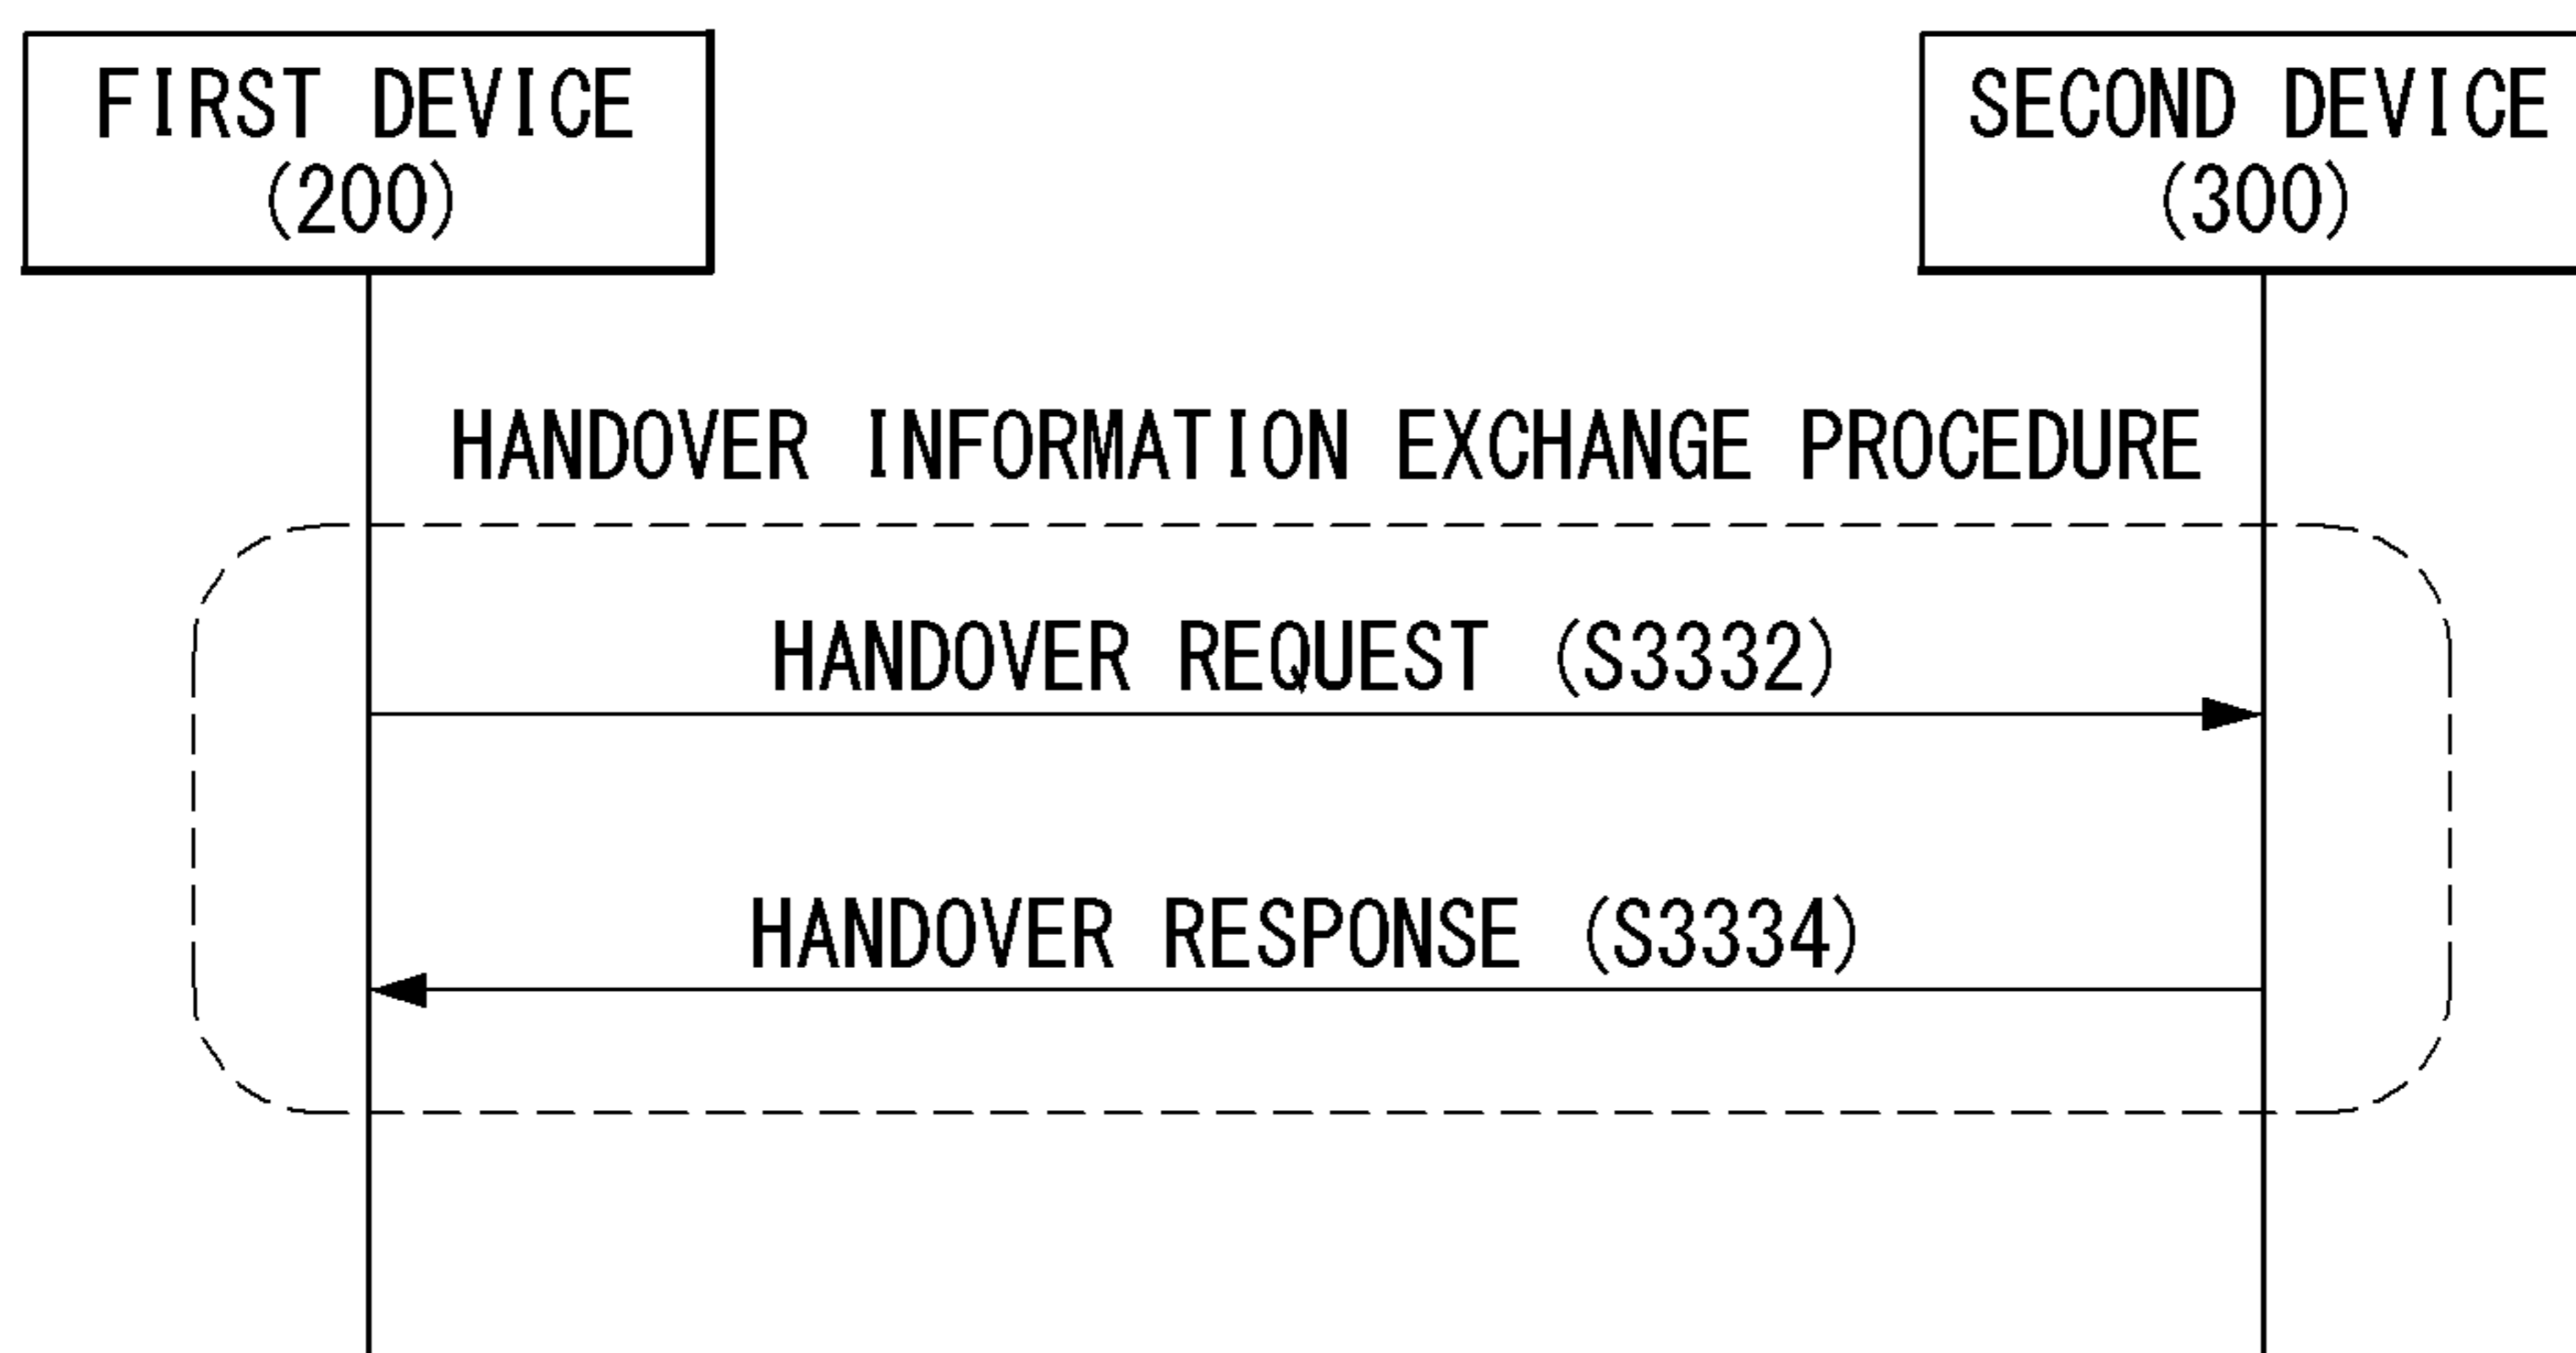 FIRST DEVICE
(200)
SECOND DEVICE
(300)
HANDOVER INFORMATION EXCHANGE PROCEDURE
HANDOVER REQUEST (S3332)
HANDOVER RESPONSE (S3334)